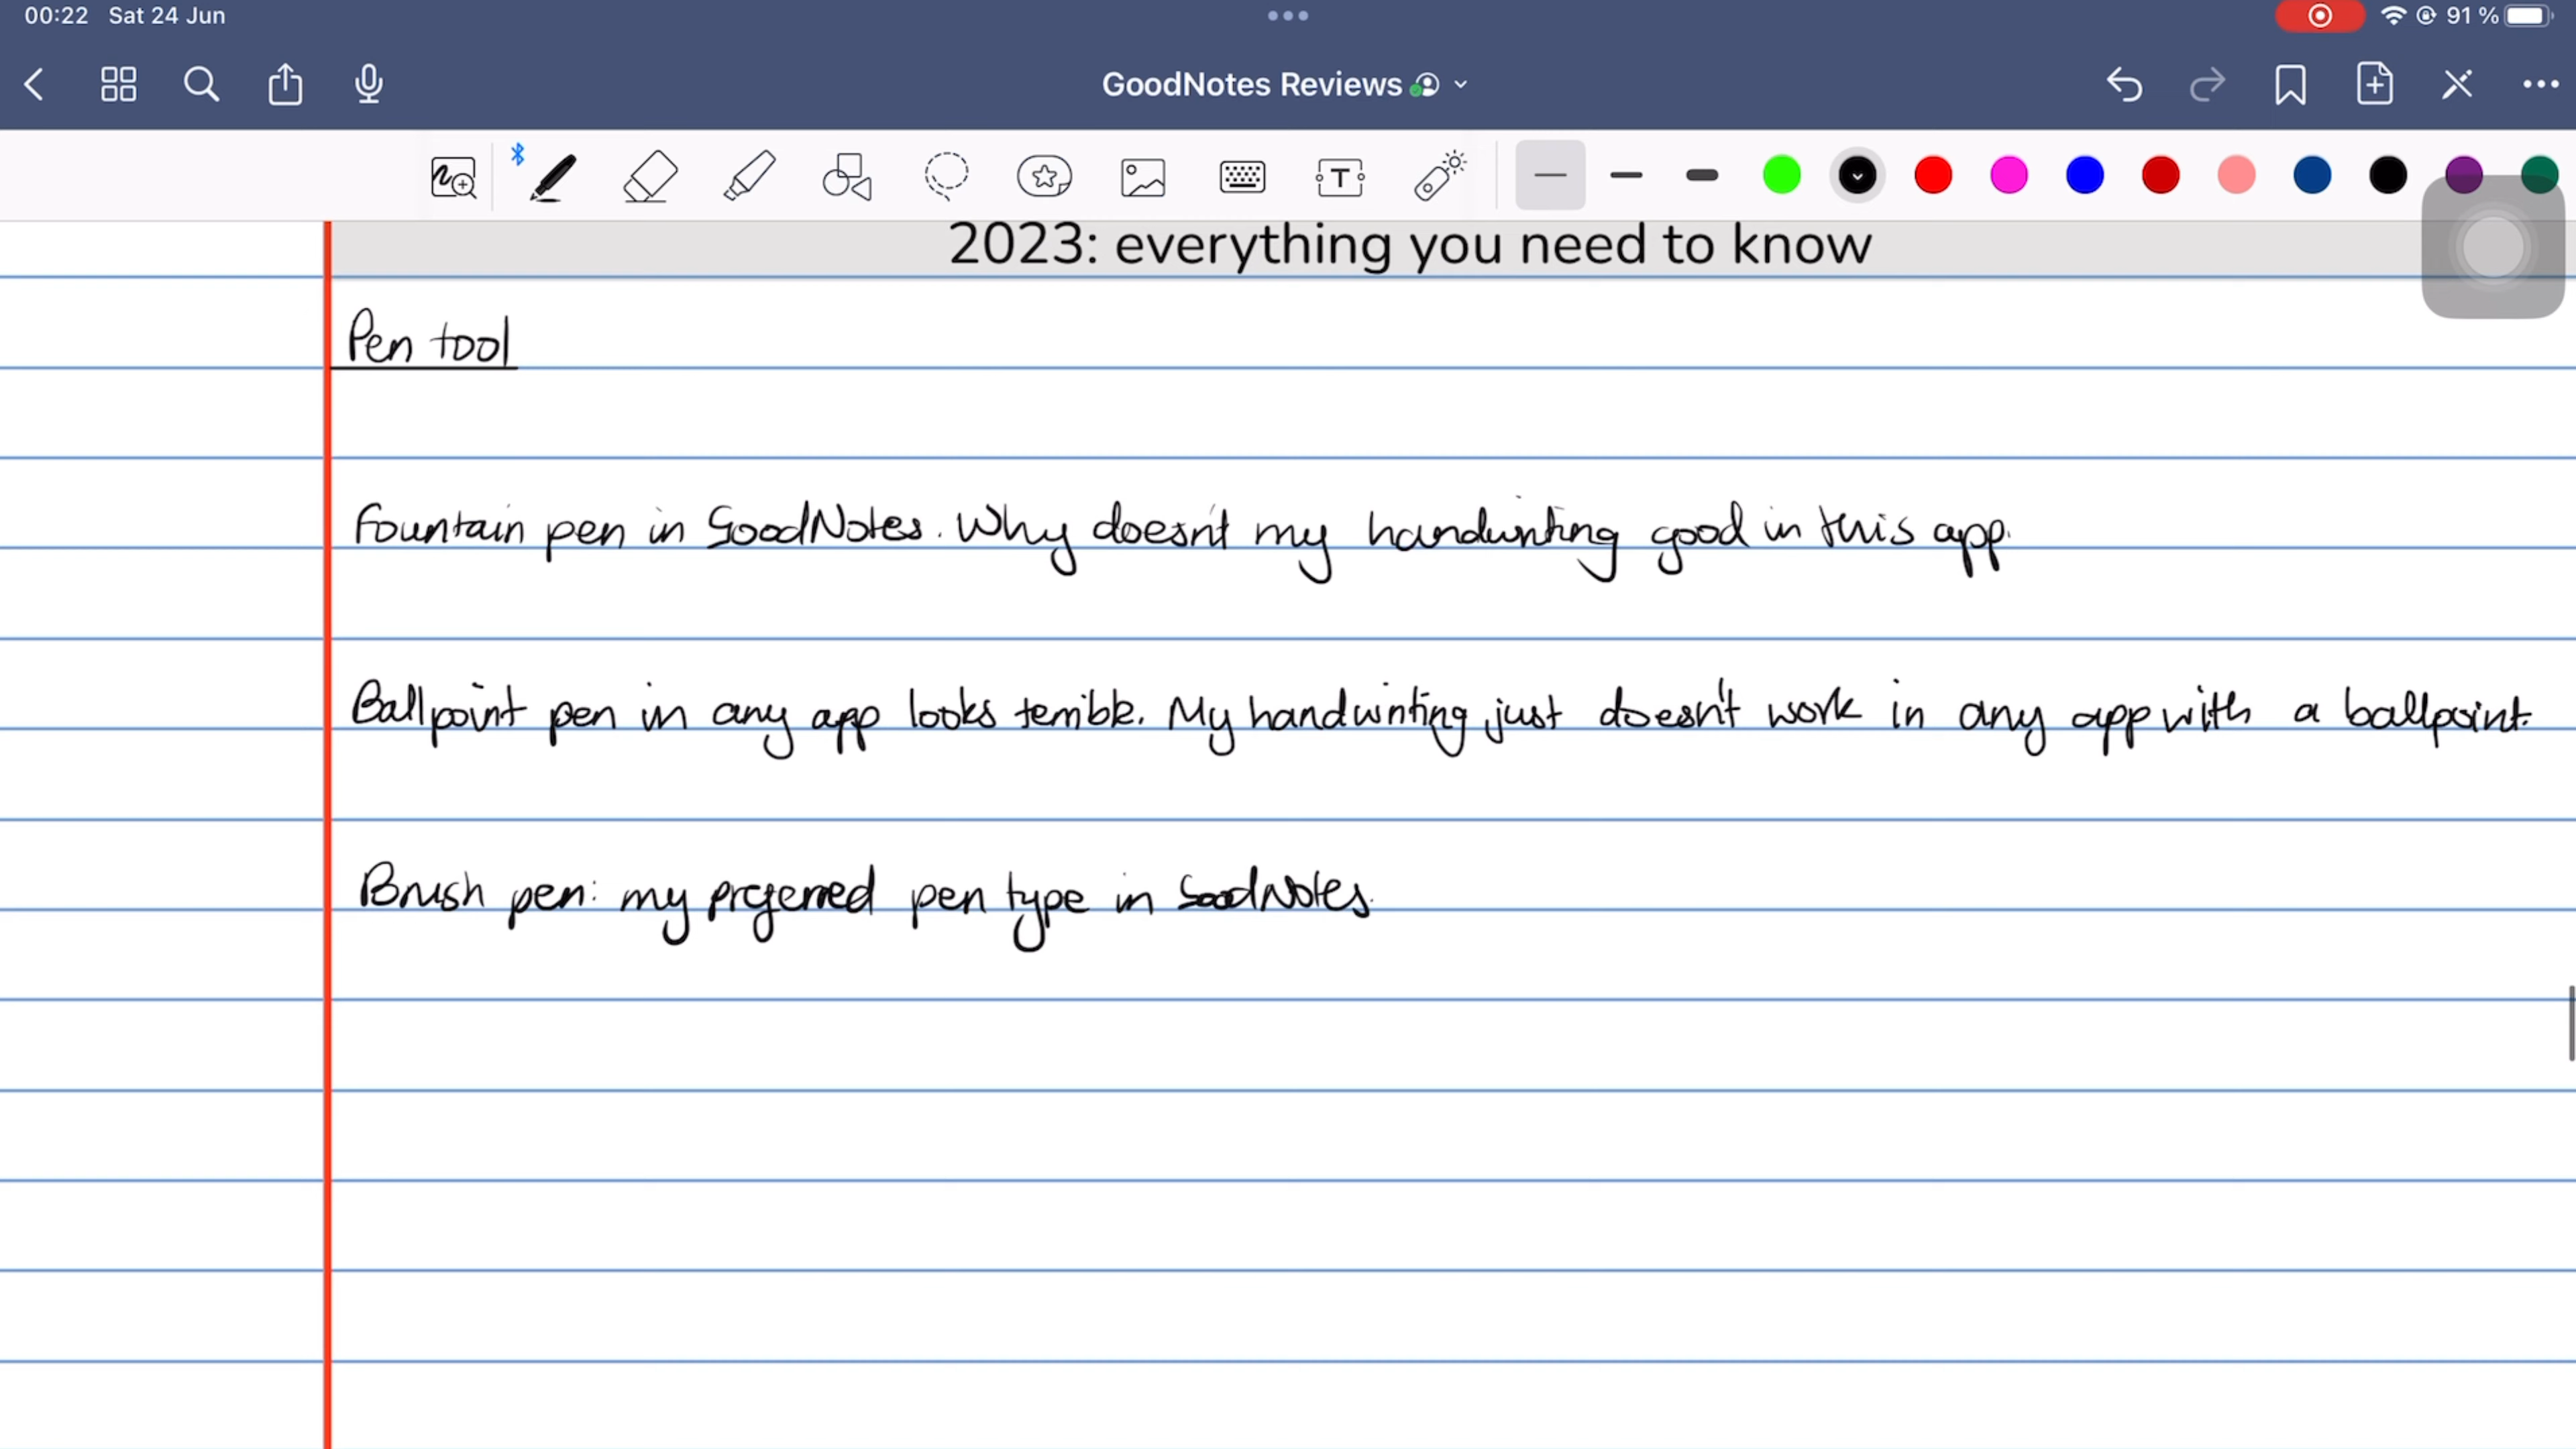 00:22 Sat 24 Jun 91 %
GoodNotes Reviews
T
2023: everything you need to know
Pen tool
Fountain pen in GoodNotes. Why doesn't my handwriting good in this app.
Ballpoint pen in any app looks terrible. My handwriting just doesn't work in any app with a ballpoint.
Brush pen: my preferred pen type in GoodNotes.